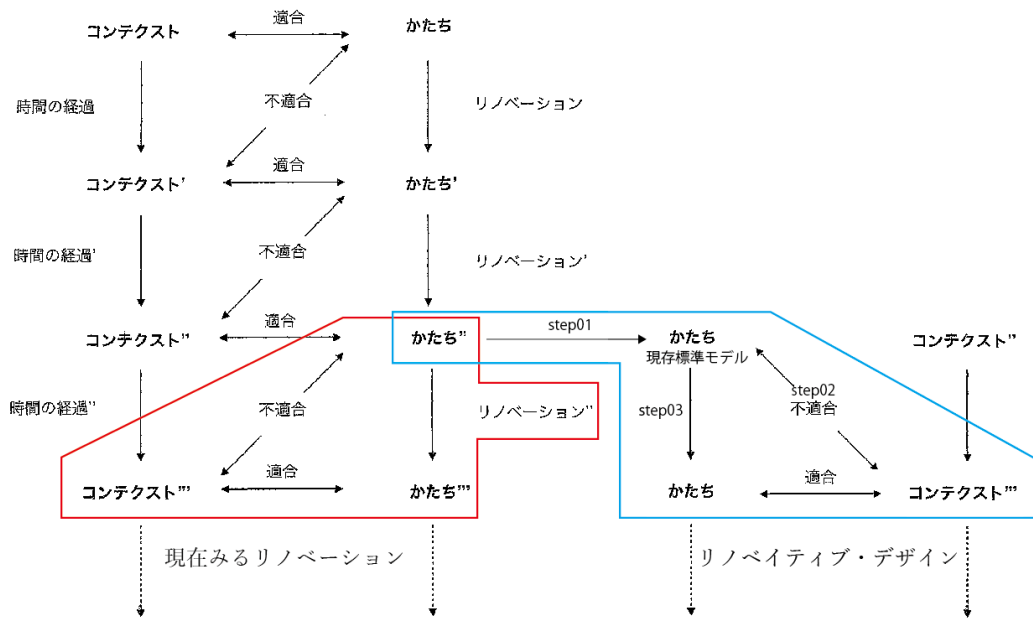 コンテクスト 適合 かたち
時間の経過 不適合 リノベーション
コンテクスト' 適合 かたち'
時間の経過' 不適合 リノベーション'
コンテクスト'' 適合 かたち'' step01 かたち コンテクスト''
現存標準モデル
時間の経過'' 不適合 リノベーション'' step03 step02
不適合
コンテクスト''' 適合 かたち''' かたち 適合 コンテクスト'''
現在みるリノベーション リノベイティブ・デザイン